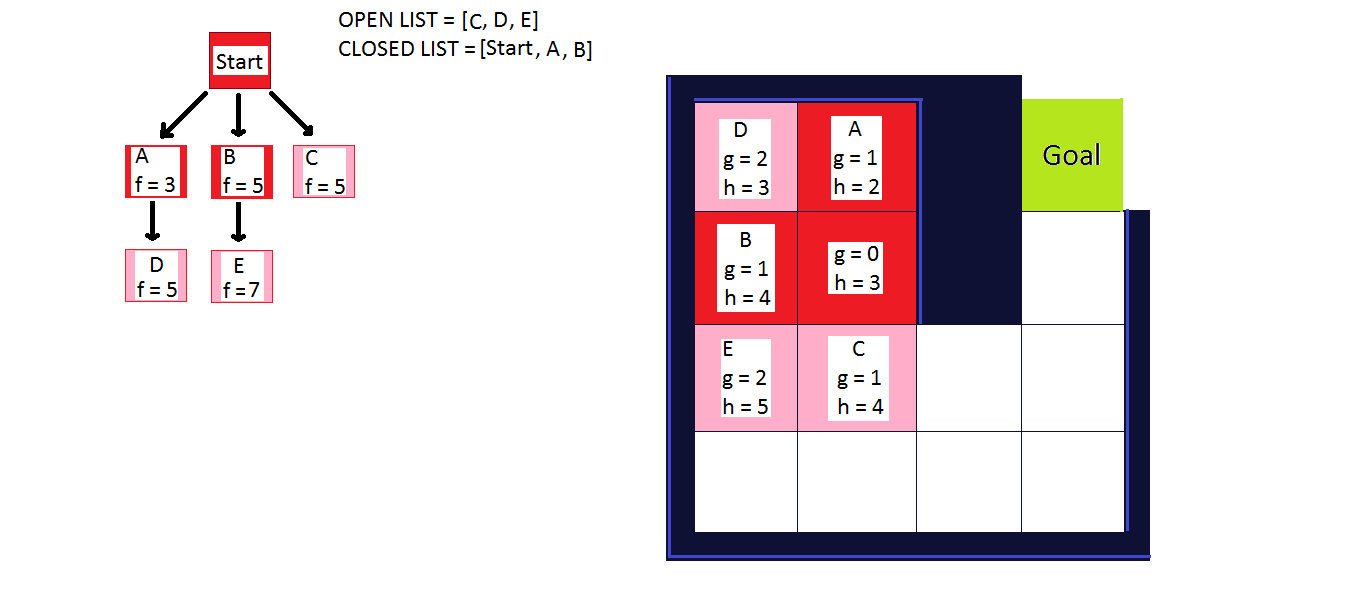 OPEN LIST = [C, D, E]
CLOSED LIST = [Start, A, B]
Start
A
f = 3
B
f = 5
C
f = 5
D
f = 5
E
f = 7
D
g = 2
h = 3
A
g = 1
h = 2
Goal
B
g = 1
h = 4
g = 0
h = 3
E
g = 2
h = 5
C
g = 1
h = 4